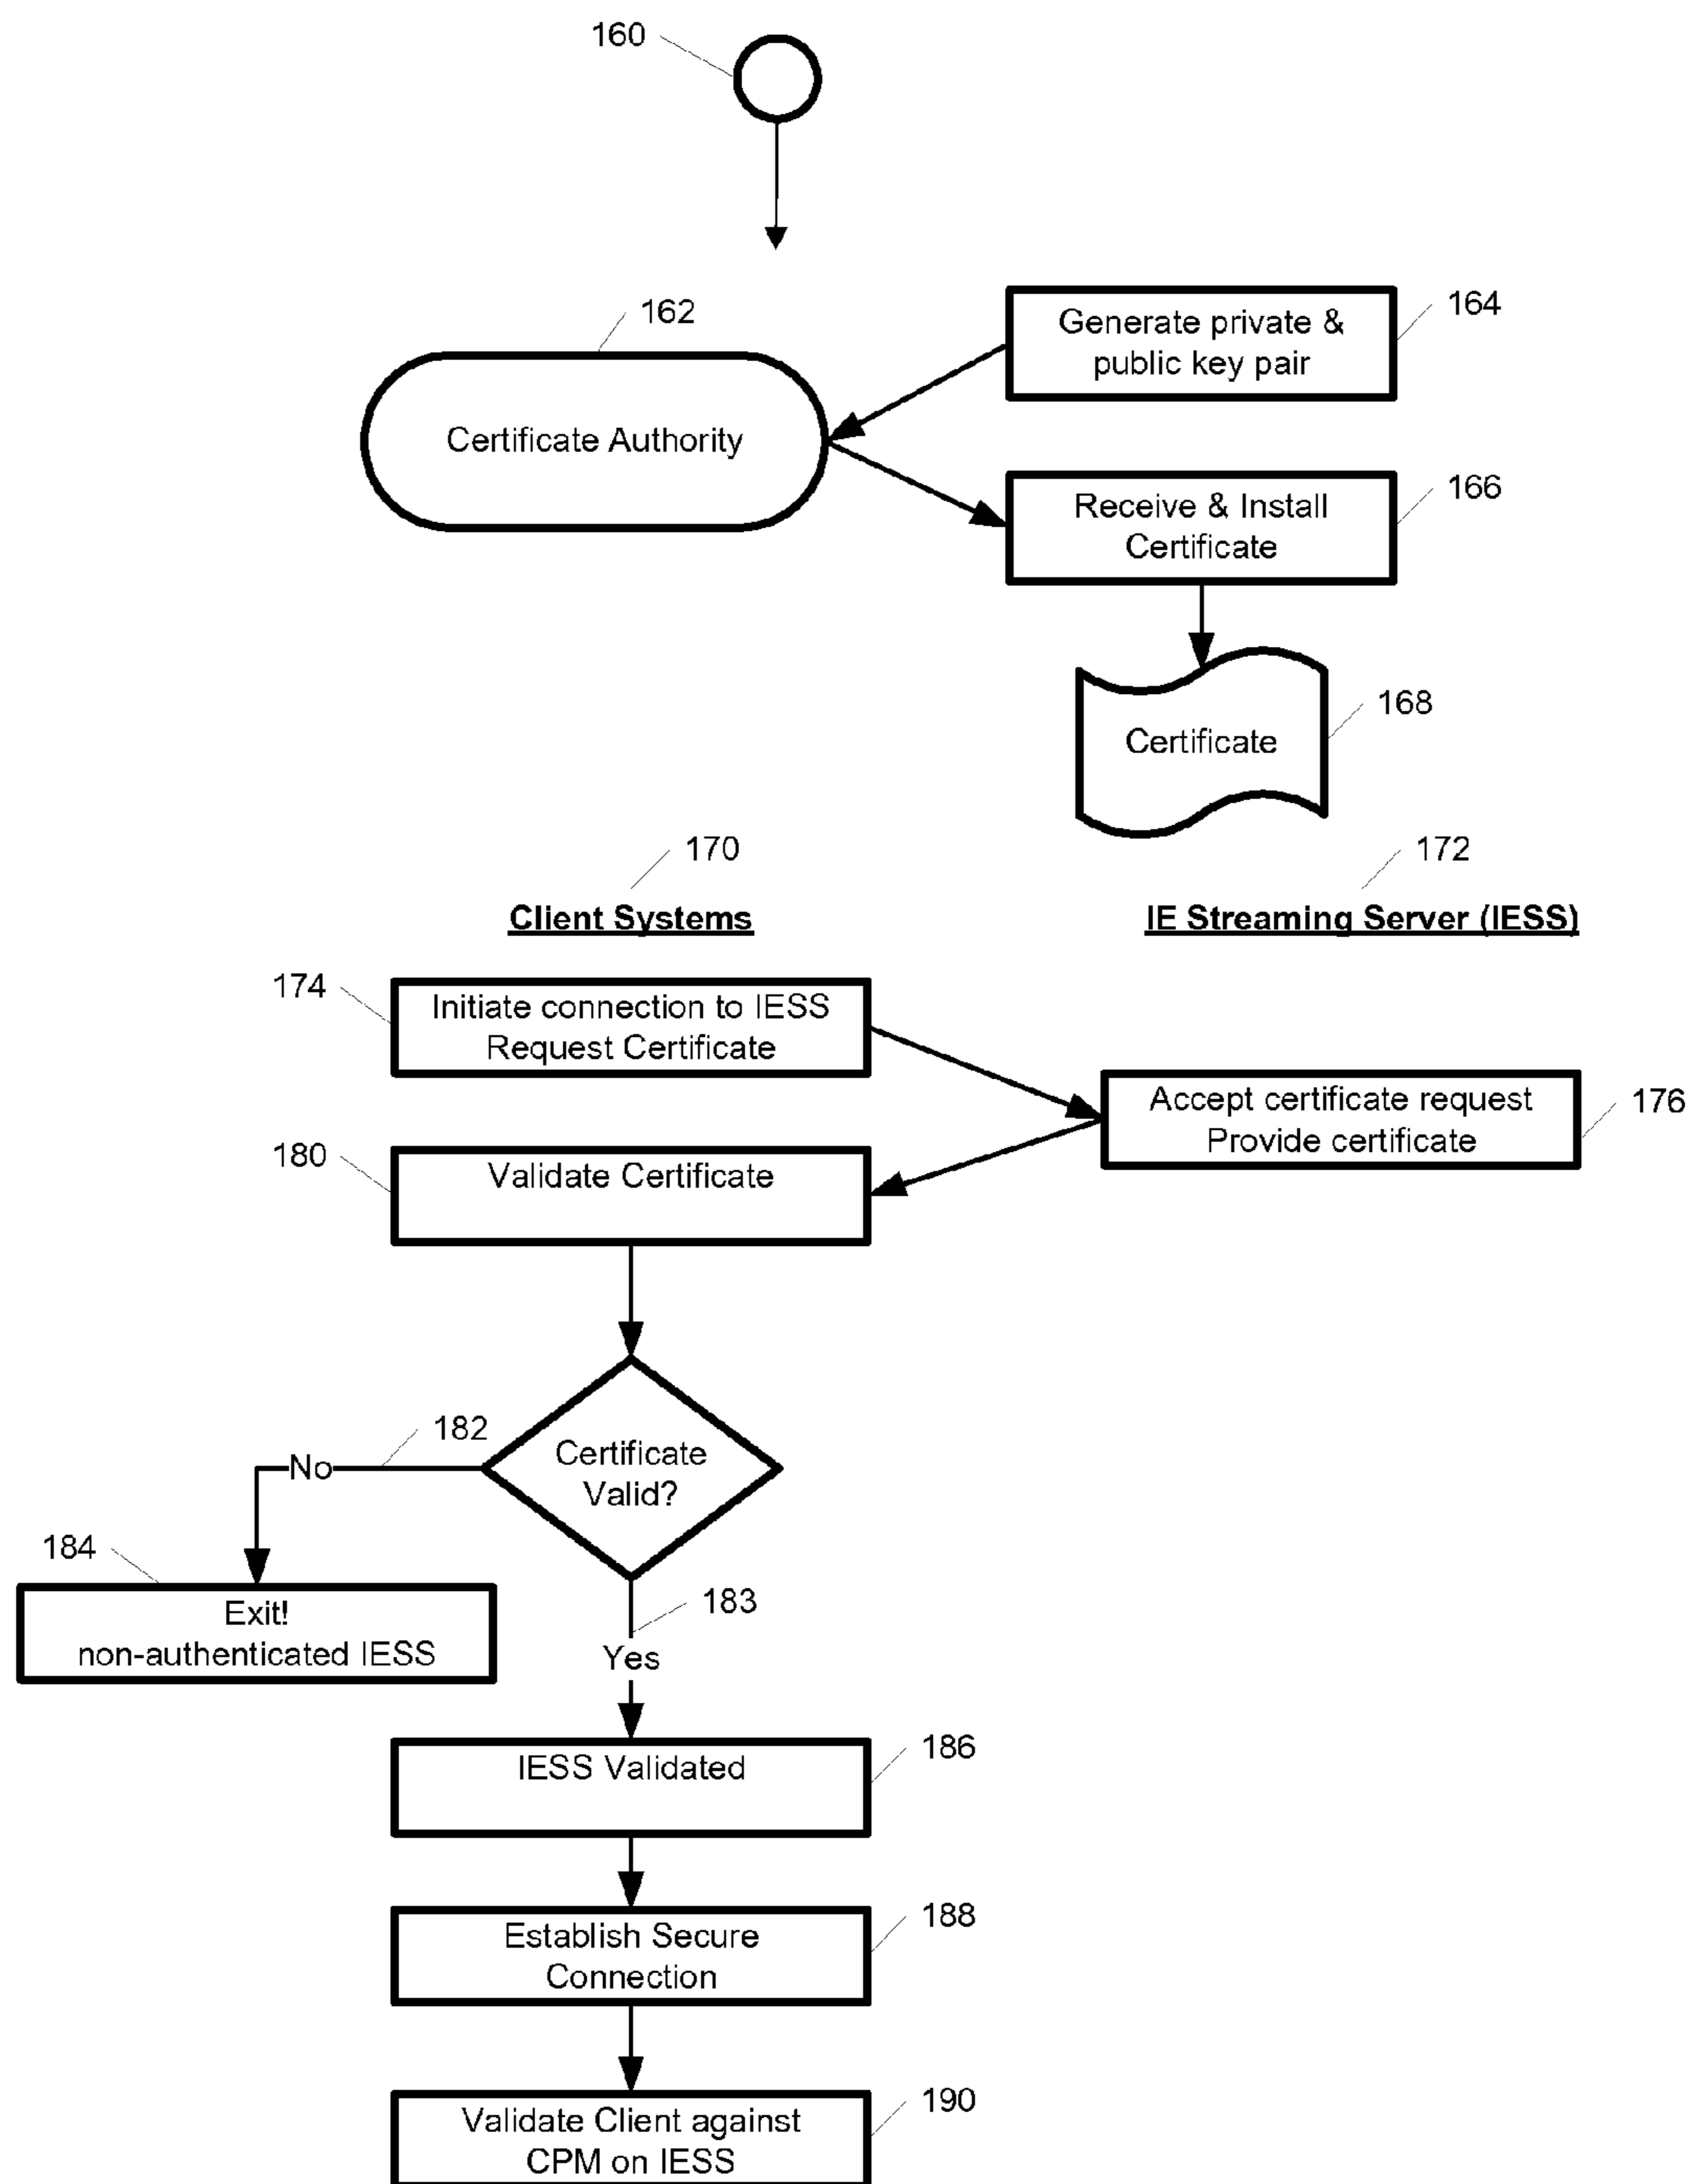 160
162
Generate private &
public key pair
164
Certificate Authority
Receive & Install
Certificate
166
Certificate
168
170
172
Client Systems
IE Streaming Server (IESS)
174
Initiate connection to IESS
Request Certificate
Accept certificate request
Provide certificate
176
180
Validate Certificate
182
No
Certificate
Valid?
184
Exit!
non-authenticated IESS
183
Yes
IESS Validated
186
Establish Secure
Connection
188
Validate Client against
CPM on IESS
190